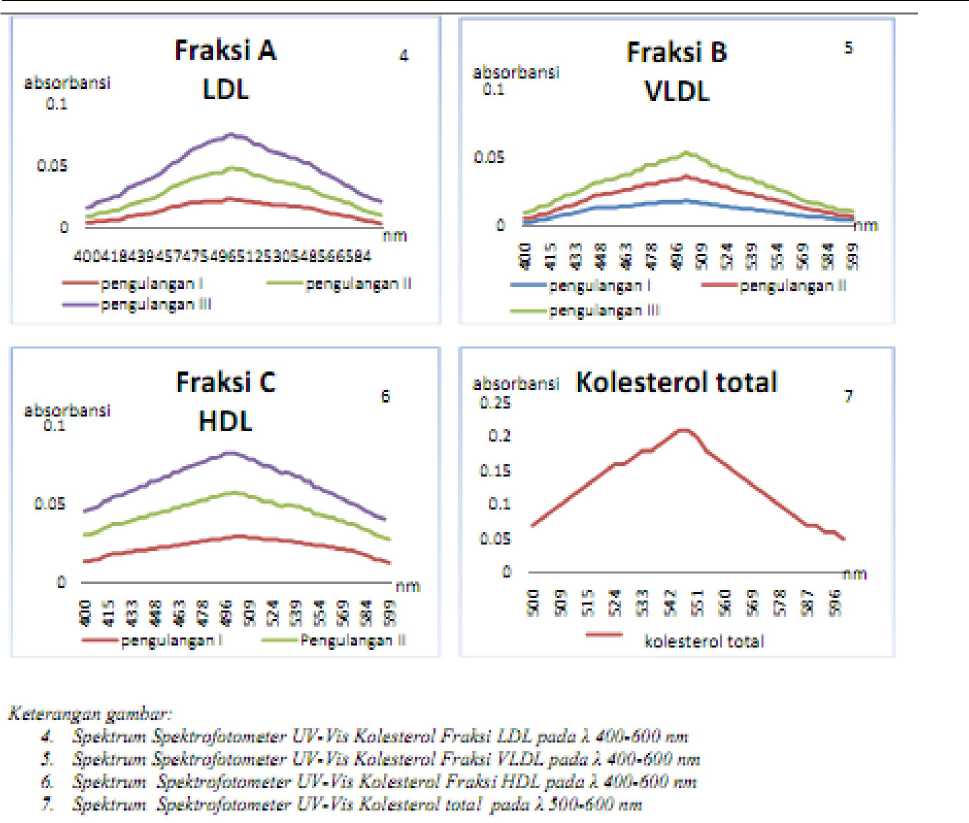 Fraksi A
LDL
4
absorbansi
0.1
0.05
0
nm
400418439457475496512530548566584
pengulangan I
pengulangan II
pengulangan III
Fraksi B
VLDL
5
absorbansi
0.1
0.05
0
nm
400 415 433 448 463 478 496 509 524 539 554 569 584 599
pengulangan I
pengulangan II
pengulangan III
Fraksi C
HDL
6
absorbansi
0.1
0.05
0
nm
400 415 433 448 463 478 496 509 524 539 554 569 584 599
pengulangan I
Pengulangan II
Kolesterol total
7
absorbansi
0.25
0.2
0.15
0.1
0.05
0
nm
500 509 515 524 533 542 551 560 569 578 587 596
kolesterol total
Keterangan gambar:
4. Spektrum Spektrofotometer UV-Vis Kolesterol Fraksi LDL pada λ 400-600 nm
5. Spektrum Spektrofotometer UV-Vis Kolesterol Fraksi VLDL pada λ 400-600 nm
6. Spektrum Spektrofotometer UV-Vis Kolesterol Fraksi HDL pada λ 400-600 nm
7. Spektrum Spektrofotometer UV-Vis Kolesterol total pada λ 500-600 nm